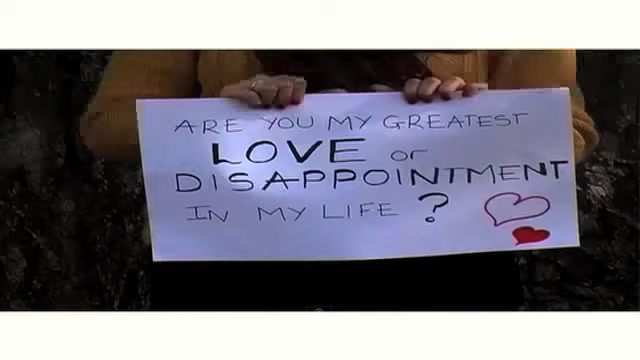 ARE YOU MY GREATEST
LOVE or
DISAPPOINTMENT
IN MY LIFE ?